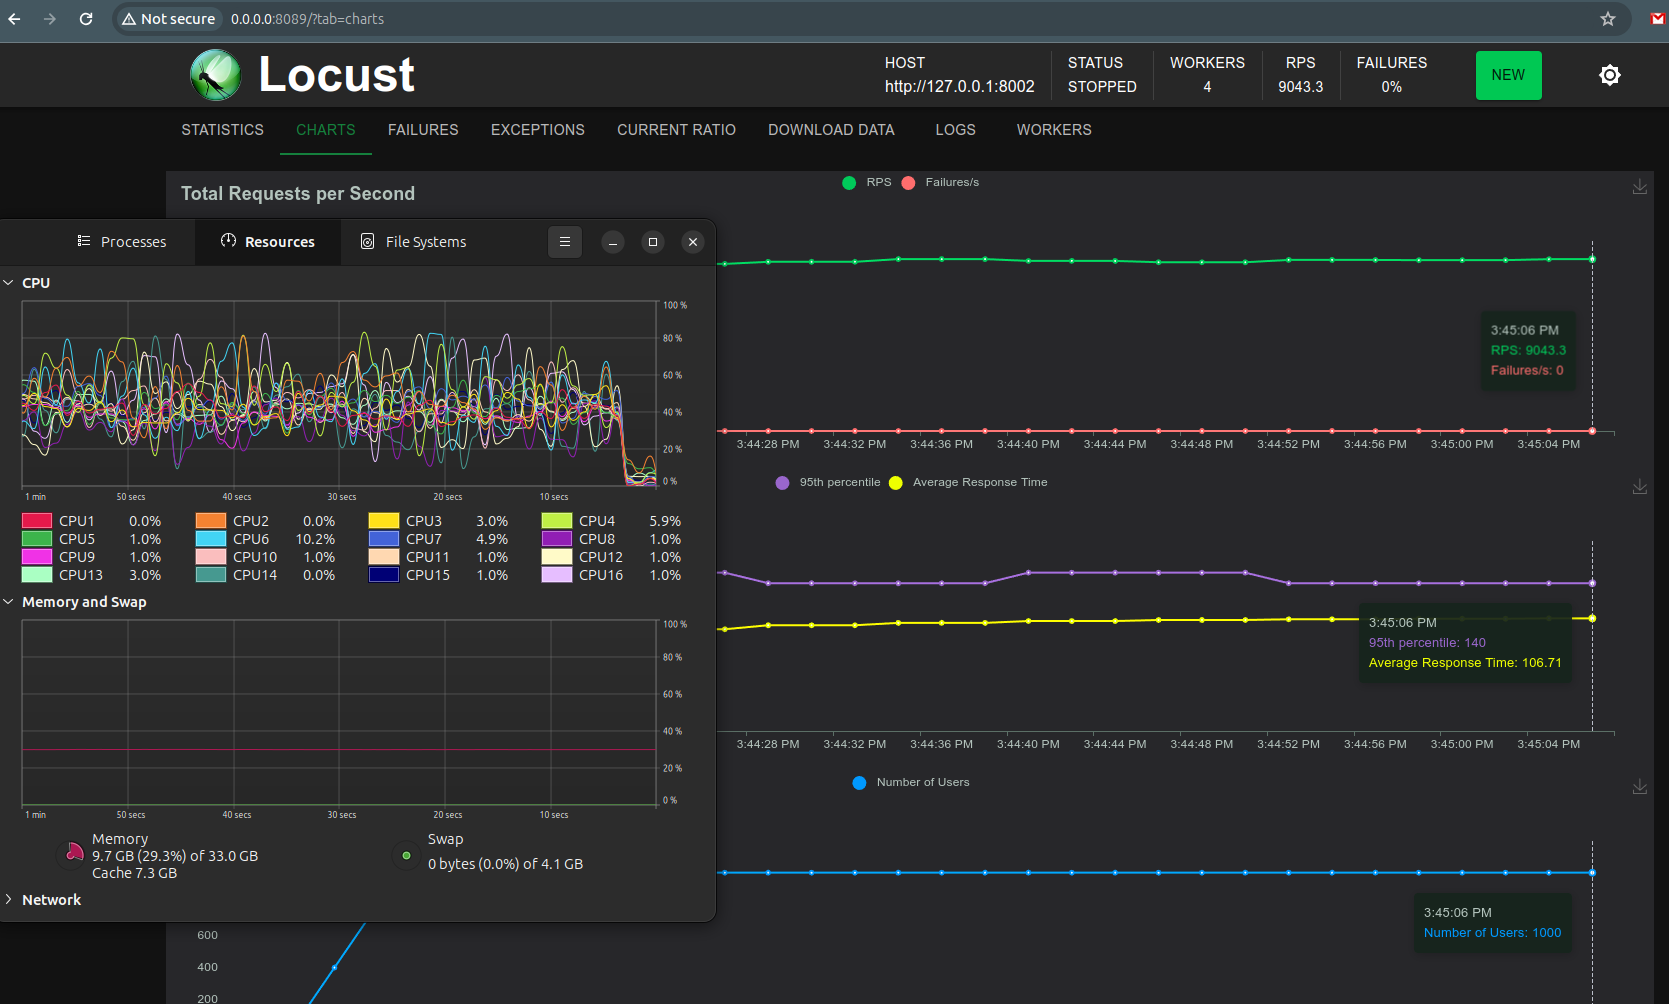 Not secure 0.0.0.0:8089/?tab=charts
Locust
HOST
http://127.0.0.1:8002
STATUS
STOPPED
WORKERS
4
RPS
9043.3
FAILURES
0%
NEW
STATISTICS CHARTS FAILURES EXCEPTIONS CURRENT RATIO DOWNLOAD DATA LOGS WORKERS
Total Requests per Second
RPS Failures/s
3:45:06 PM
RPS: 9043.3
Failures/s: 0
3:44:28 PM 3:44:32 PM 3:44:36 PM 3:44:40 PM 3:44:44 PM 3:44:48 PM 3:44:52 PM 3:44:56 PM 3:45:00 PM 3:45:04 PM
95th percentile Average Response Time
3:45:06 PM
95th percentile: 140
Average Response Time: 106.71
3:44:28 PM 3:44:32 PM 3:44:36 PM 3:44:40 PM 3:44:44 PM 3:44:48 PM 3:44:52 PM 3:44:56 PM 3:45:00 PM 3:45:04 PM
Number of Users
3:45:06 PM
Number of Users: 1000
600
400
200
Processes Resources File Systems
CPU
100 %
80 %
60 %
40 %
20 %
0 %
1 min 50 secs 40 secs 30 secs 20 secs 10 secs
CPU1 0.0% CPU2 0.0% CPU3 3.0% CPU4 5.9%
CPU5 1.0% CPU6 10.2% CPU7 4.9% CPU8 1.0%
CPU9 1.0% CPU10 1.0% CPU11 1.0% CPU12 1.0%
CPU13 3.0% CPU14 0.0% CPU15 1.0% CPU16 1.0%
Memory and Swap
100 %
80 %
60 %
40 %
20 %
0 %
1 min 50 secs 40 secs 30 secs 20 secs 10 secs
Memory
9.7 GB (29.3%) of 33.0 GB
Cache 7.3 GB
Swap
0 bytes (0.0%) of 4.1 GB
Network